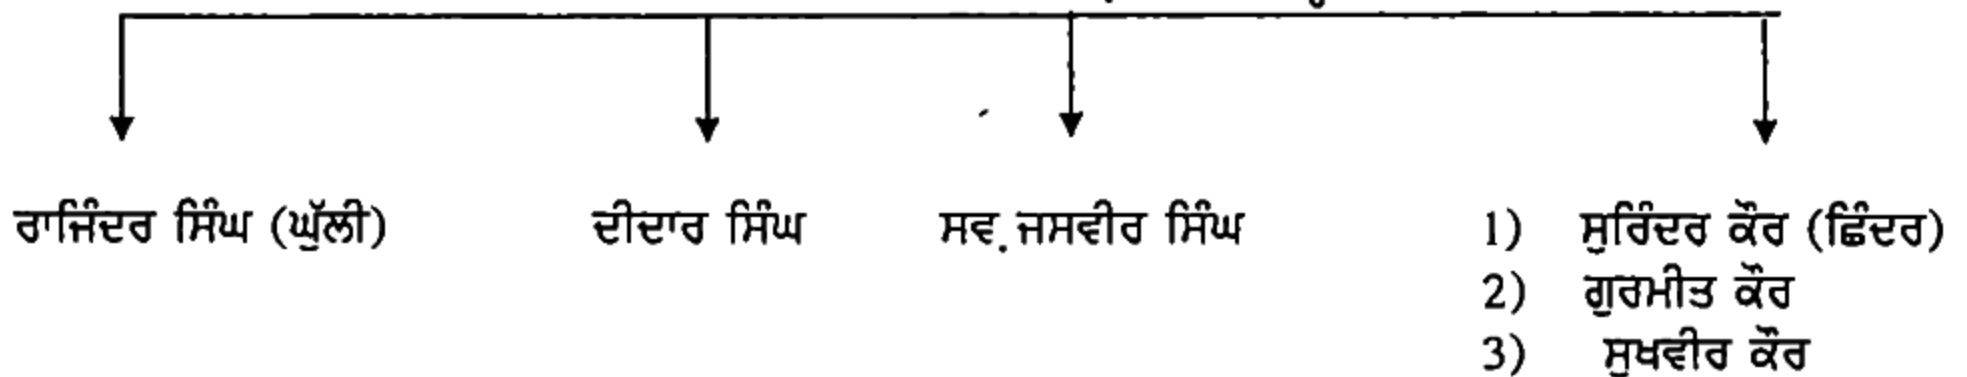 ਰਾਜਿੰਦਰ ਸਿੰਘ (ਘੁੱਲੀ) ਦੀਦਾਰ ਸਿੰਘ ਸਵ. ਜਸਵੀਰ ਸਿੰਘ 1) ਸੁਰਿੰਦਰ ਕੌਰ (ਛਿੰਦਰ)
2) ਗੁਰਮੀਤ ਕੌਰ
3) ਸੁਖਵੀਰ ਕੌਰ